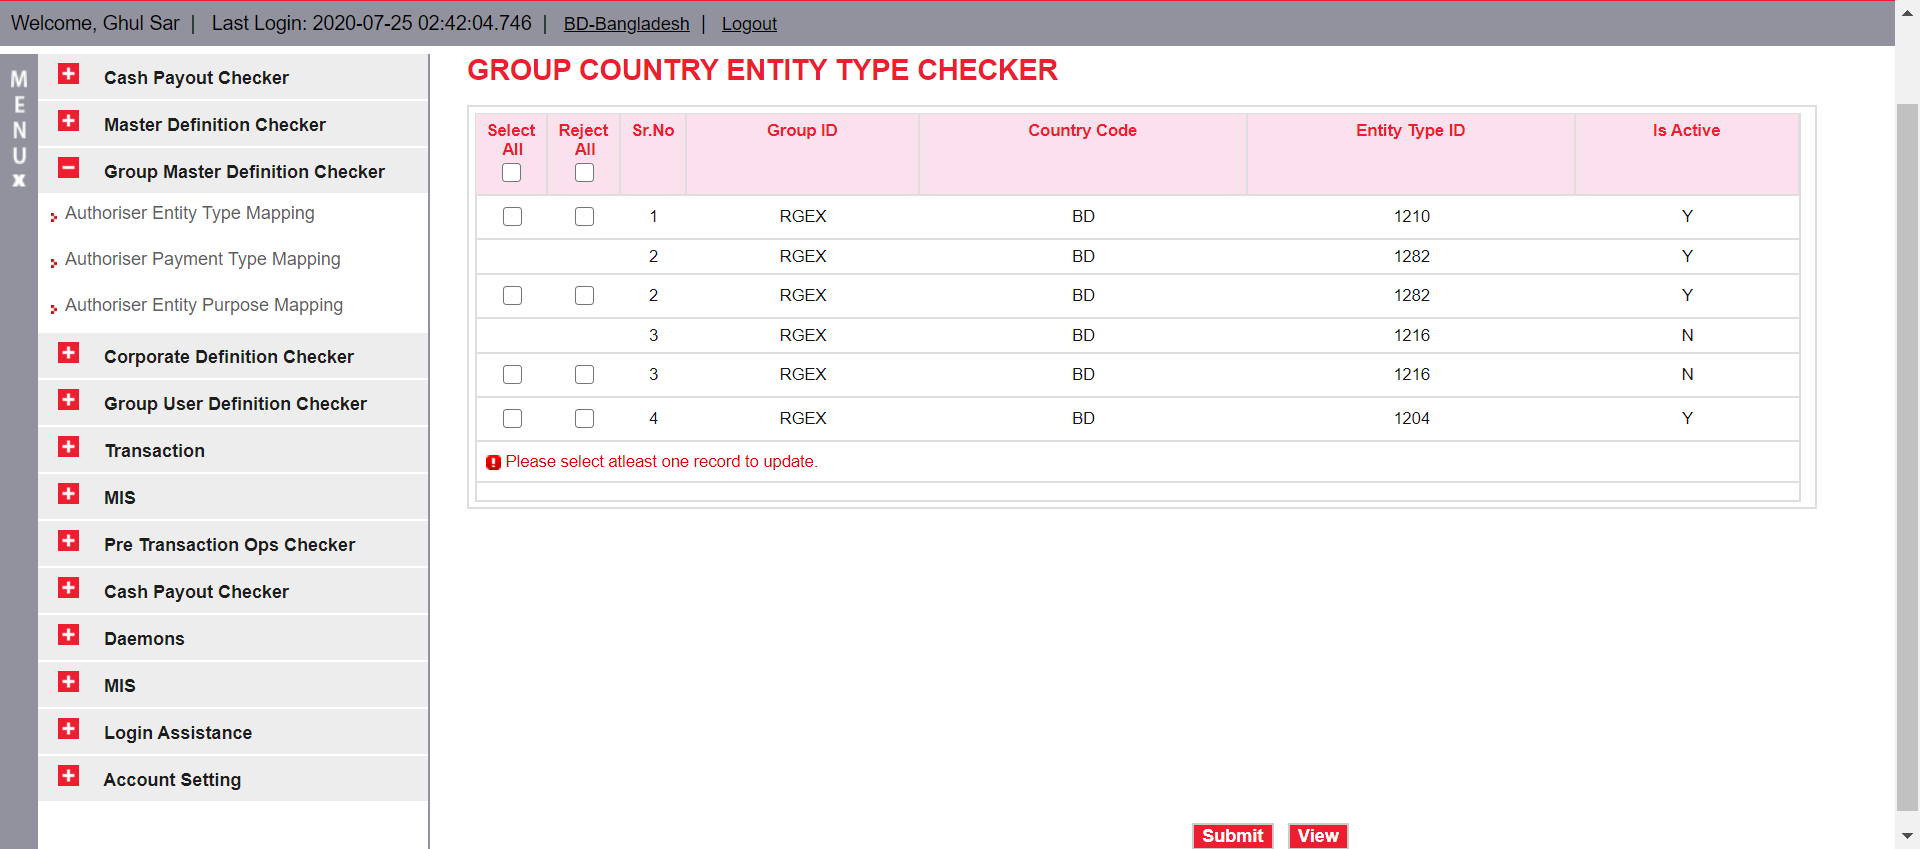 Welcome, Ghul Sar | Last Login: 2020-07-25 02:42:04.746 | BD-Bangladesh | Logout
MENU x
Cash Payout Checker
Master Definition Checker
Group Master Definition Checker
Authoriser Entity Type Mapping
Authoriser Payment Type Mapping
Authoriser Entity Purpose Mapping
Corporate Definition Checker
Group User Definition Checker
Transaction
MIS
Pre Transaction Ops Checker
Cash Payout Checker
Daemons
MIS
Login Assistance
Account Setting
GROUP COUNTRY ENTITY TYPE CHECKER
Select All Reject All Sr.No Group ID Country Code Entity Type ID Is Active
1 RGEX BD 1210 Y
2 RGEX BD 1282 Y
2 RGEX BD 1282 Y
3 RGEX BD 1216 N
3 RGEX BD 1216 N
4 RGEX BD 1204 Y
Please select atleast one record to update.
Submit View